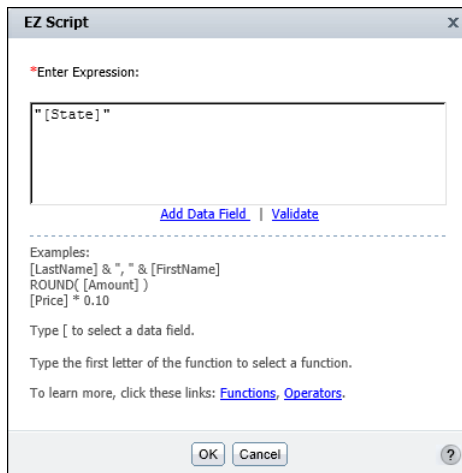 EZ Script x
*Enter Expression:
"[State]"
Add Data Field | Validate
Examples:
[LastName] & ", " & [FirstName]
ROUND( [Amount] )
[Price] * 0.10
Type [ to select a data field.
Type the first letter of the function to select a function.
To learn more, click these links: Functions, Operators.
OK Cancel ?